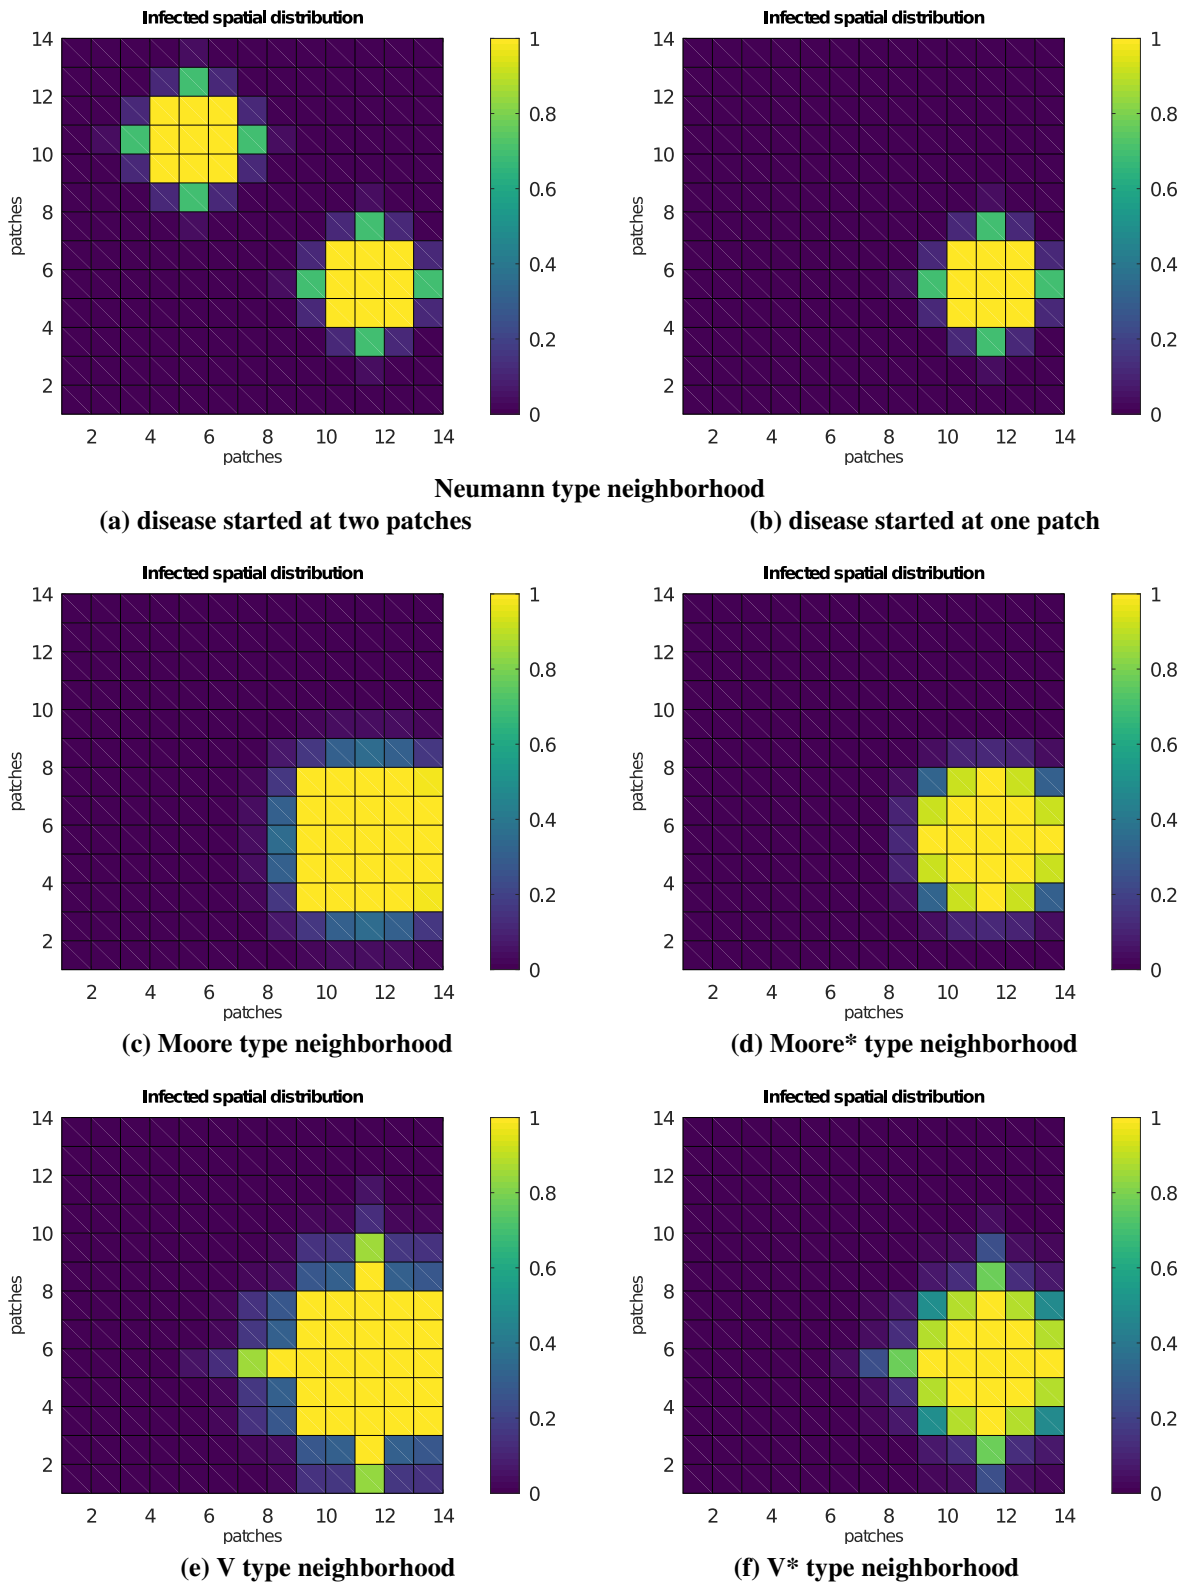 Infected spatial distribution Infected spatial distribution
14 1 14 1
12 0.8 12 0.8
10 0.6 10 0.6
patches 8 patches 8
6 0.4 6 0.4
4 0.2 4 0.2
2 0 2 0
2 4 6 8 10 12 14 2 4 6 8 10 12 14
patches patches
Neumann type neighborhood
(a) disease started at two patches (b) disease started at one patch
Infected spatial distribution Infected spatial distribution
14 1 14 1
12 0.8 12 0.8
10 0.6 10 0.6
patches 8 patches 8
6 0.4 6 0.4
4 0.2 4 0.2
2 0 2 0
2 4 6 8 10 12 14 2 4 6 8 10 12 14
patches patches
(c) Moore type neighborhood (d) Moore* type neighborhood
Infected spatial distribution Infected spatial distribution
14 1 14 1
12 0.8 12 0.8
10 0.6 10 0.6
patches 8 patches 8
6 0.4 6 0.4
4 0.2 4 0.2
2 0 2 0
2 4 6 8 10 12 14 2 4 6 8 10 12 14
patches patches
(e) V type neighborhood (f) V* type neighborhood